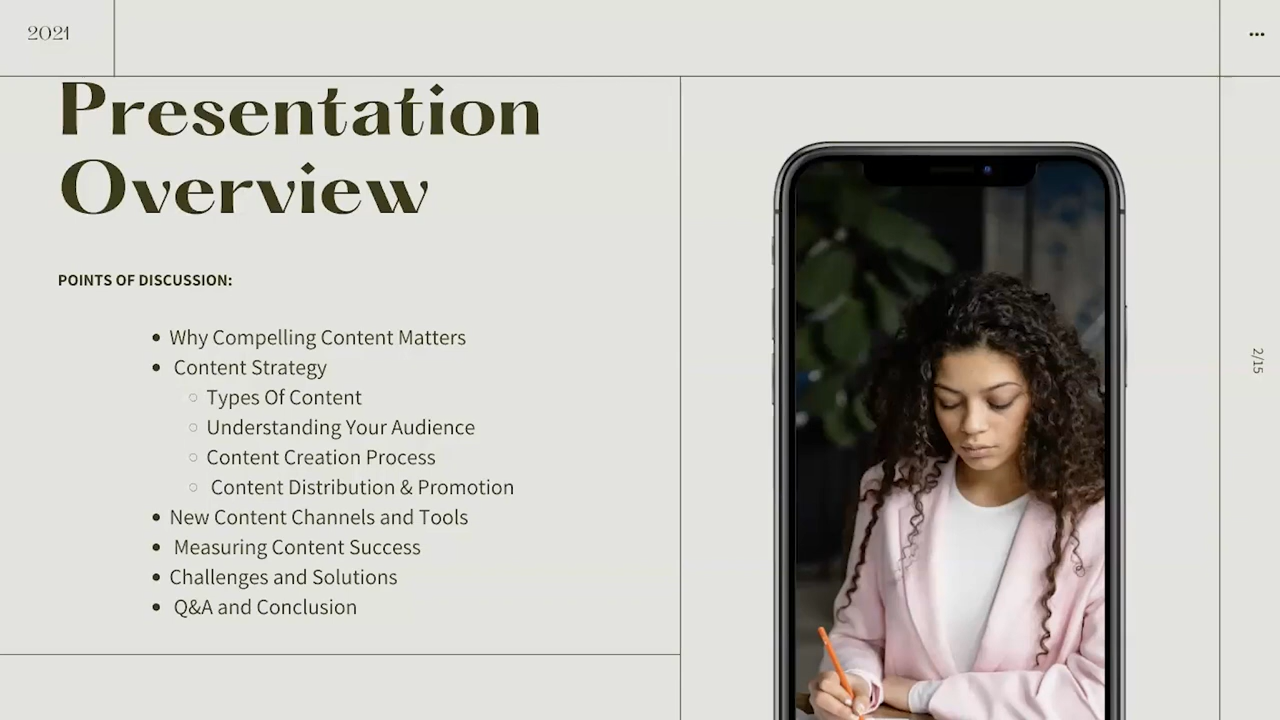 2021
•••
Presentation
Overview
POINTS OF DISCUSSION:
• Why Compelling Content Matters
• Content Strategy
○ Types Of Content
○ Understanding Your Audience
○ Content Creation Process
○ Content Distribution & Promotion
• New Content Channels and Tools
• Measuring Content Success
• Challenges and Solutions
• Q&A and Conclusion
2/15